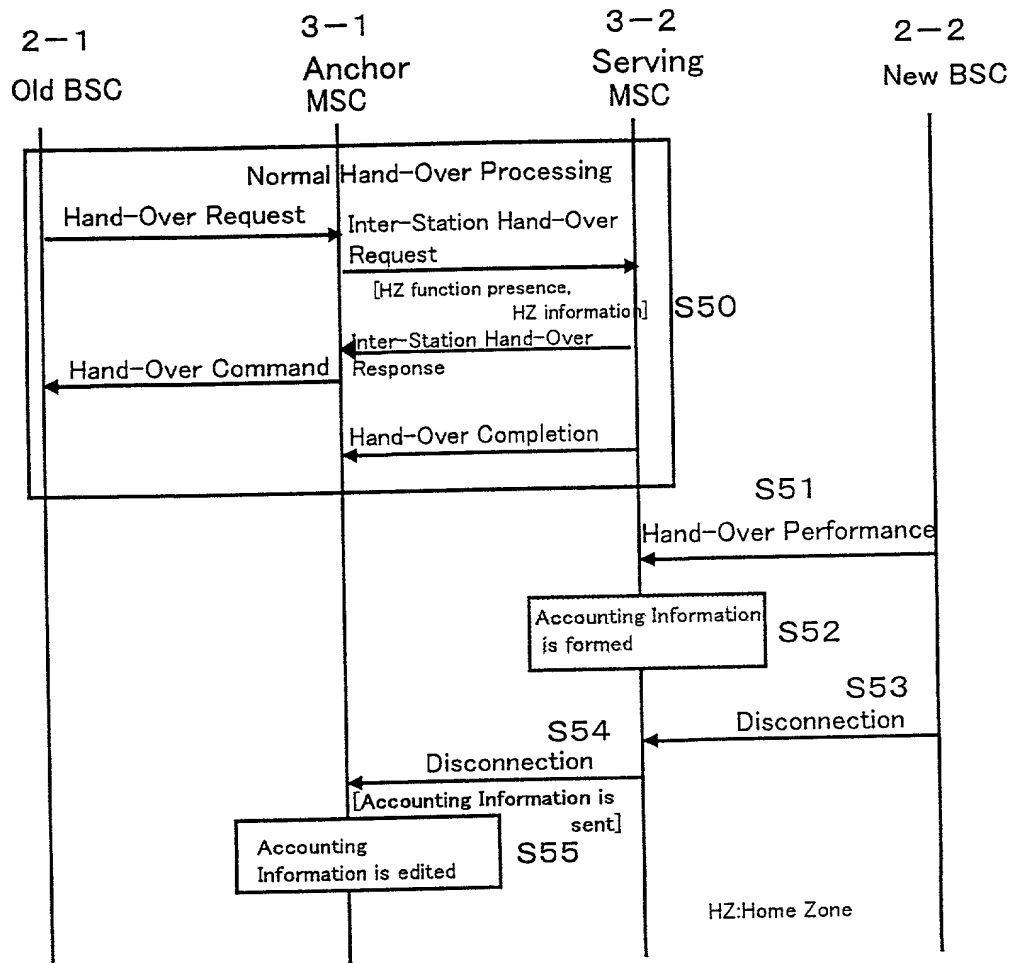 2-1
3-1
3-2
2-2
Old BSC
Anchor
MSC
Serving
MSC
New BSC
Normal Hand-Over Processing
Hand-Over Request
Inter-Station Hand-Over
Request
[HZ function presence,
HZ information]
S50
Inter-Station Hand-Over
Response
Hand-Over Command
Hand-Over Completion
S51
Hand-Over Performance
Accounting Information
is formed
S52
S53
Disconnection
S54
Disconnection
[Accounting Information is
sent]
Accounting
Information is edited
S55
HZ:Home Zone